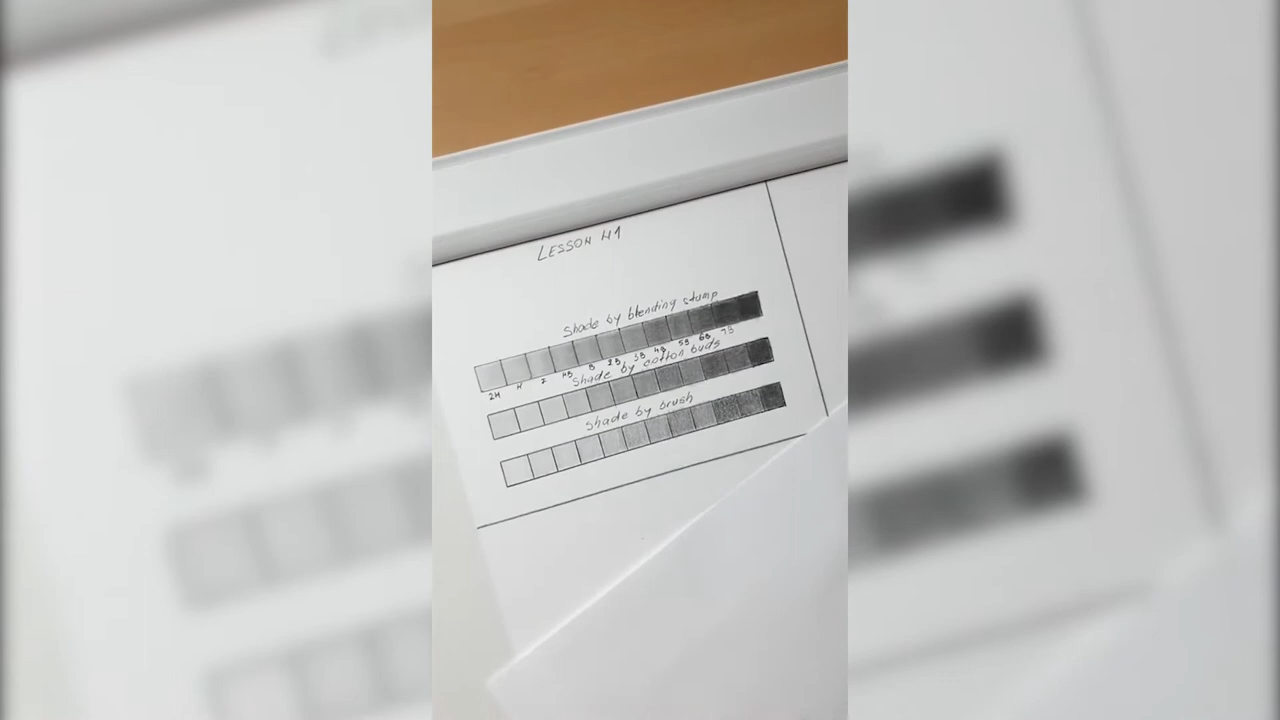 LESSON №1
Shade by blending stump
2H H F HB B 2B 3B 4B 5B 6B 7B
Shade by cotton buds
Shade by brush